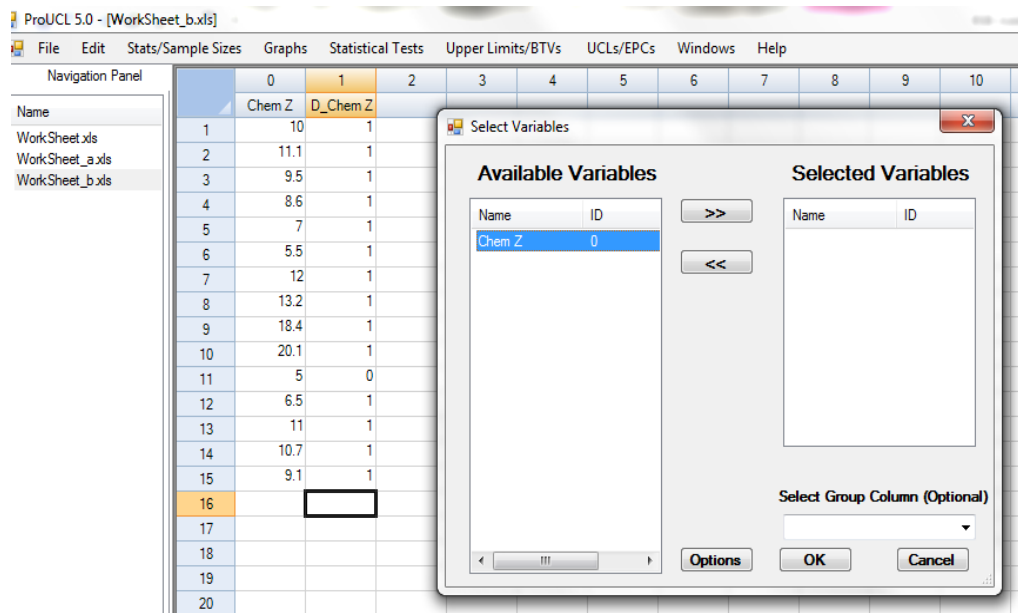 ProUCL 5.0 - [WorkSheet_b.xls]
File Edit Stats/Sample Sizes Graphs Statistical Tests Upper Limits/BTVs UCLs/EPCs Windows Help
Navigation Panel
Name
WorkSheet.xls
WorkSheet_a.xls
WorkSheet_b.xls
0 1 2 3 4 5 6 7 8 9 10
Chem Z D_Chem Z
1 10 1
2 11.1 1
3 9.5 1
4 8.6 1
5 7 1
6 5.5 1
7 12 1
8 13.2 1
9 18.4 1
10 20.1 1
11 5 0
12 6.5 1
13 11 1
14 10.7 1
15 9.1 1
16
17
18
19
20
Select Variables
Available Variables
Name ID
Chem Z 0
>>
<<
Selected Variables
Name ID
Select Group Column (Optional)
Options OK Cancel